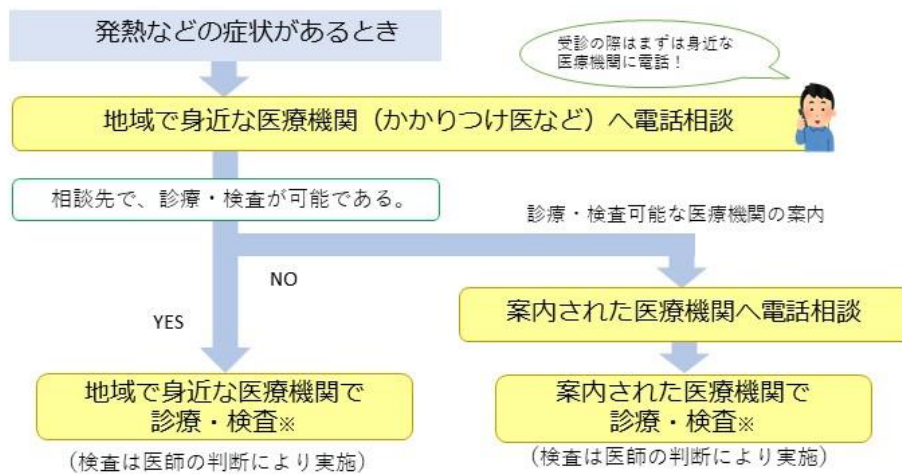 発熱などの症状があるとき
受診の際はまずは身近な
医療機関に電話！
地域で身近な医療機関（かかりつけ医など）へ電話相談
相談先で、診療・検査が可能である。
診療・検査可能な医療機関の案内
NO
YES
案内された医療機関へ電話相談
地域で身近な医療機関で
診療・検査※
（検査は医師の判断により実施）
案内された医療機関で
診療・検査※
（検査は医師の判断により実施）